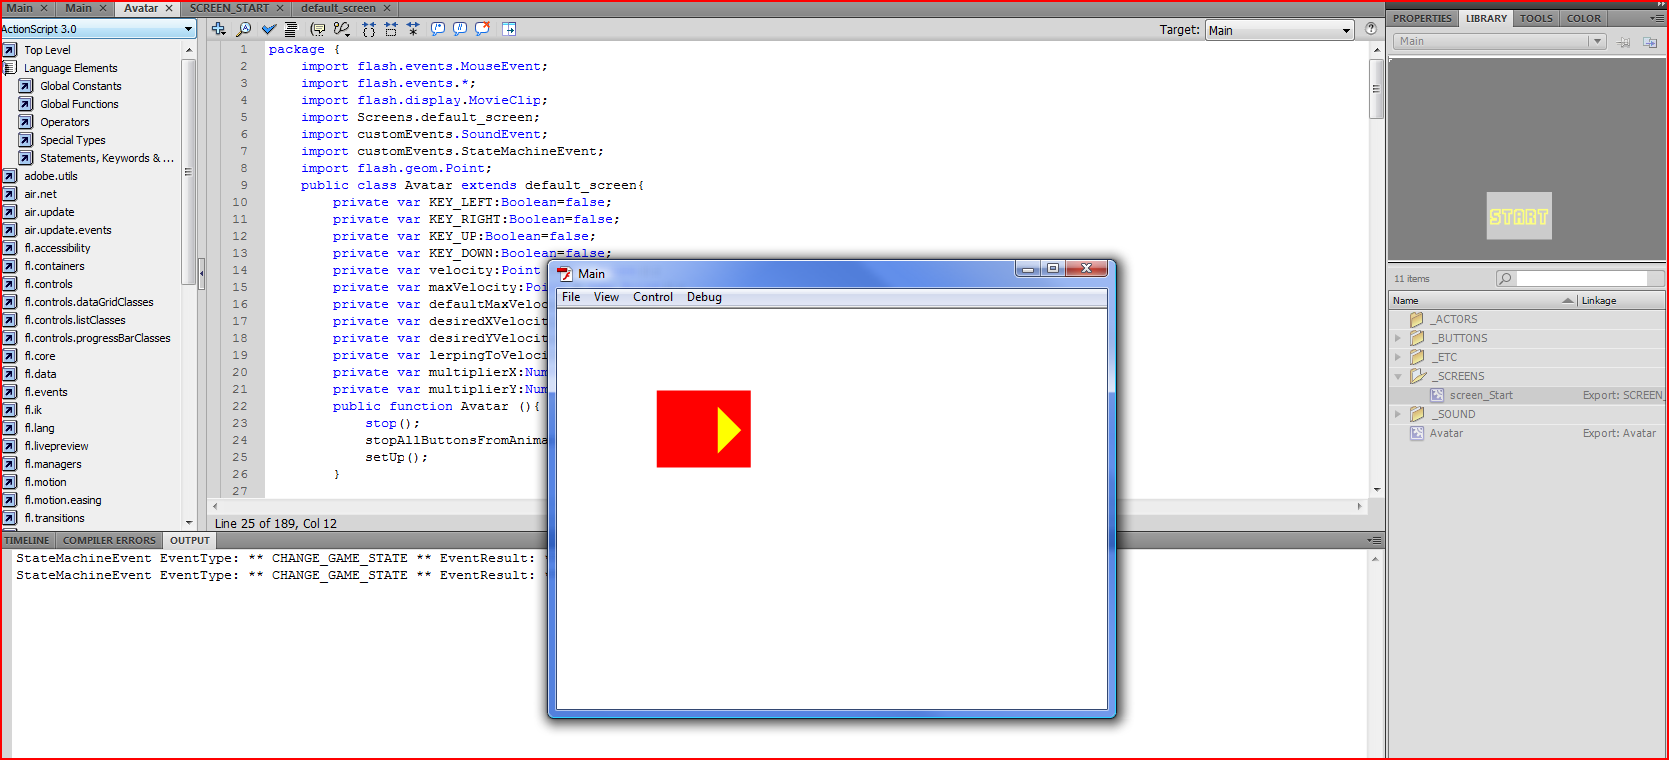 Main
Main
Avatar
SCREEN_START
default_screen
ActionScript 3.0
Top Level
Language Elements
Global Constants
Global Functions
Operators
Special Types
Statements, Keywords & ...
adobe.utils
air.net
air.update
air.update.events
fl.accessibility
fl.containers
fl.controls
fl.controls.dataGridClasses
fl.controls.listClasses
fl.controls.progressBarClasses
fl.core
fl.data
fl.events
fl.ik
fl.lang
fl.livepreview
fl.managers
fl.motion
fl.motion.easing
fl.transitions
Target: Main
1 package {
2 import flash.events.MouseEvent;
3 import flash.events.*;
4 import flash.display.MovieClip;
5 import Screens.default_screen;
6 import customEvents.SoundEvent;
7 import customEvents.StateMachineEvent;
8 import flash.geom.Point;
9 public class Avatar extends default_screen{
10 private var KEY_LEFT:Boolean=false;
11 private var KEY_RIGHT:Boolean=false;
12 private var KEY_UP:Boolean=false;
13 private var KEY_DOWN:Boolean=false;
14 private var velocity:Point
15 private var maxVelocity:Poi
16 private var defaultMaxVeloc
17 private var desiredXVelocit
18 private var desiredYVelocit
19 private var lerpingToVeloci
20 private var multiplierX:Num
21 private var multiplierY:Num
22 public function Avatar (){
23 stop();
24 stopAllButtonsFromAnima
25 setUp();
26 }
27
Line 25 of 189, Col 12
Main
File View Control Debug
TIMELINE COMPILER ERRORS OUTPUT
StateMachineEvent EventType: ** CHANGE_GAME_STATE ** EventResult:
StateMachineEvent EventType: ** CHANGE_GAME_STATE ** EventResult:
PROPERTIES LIBRARY TOOLS COLOR
Main
START
11 items
Name Linkage
_ACTORS
_BUTTONS
_ETC
_SCREENS
screen_Start Export: SCREEN_
_SOUND
Avatar Export: Avatar